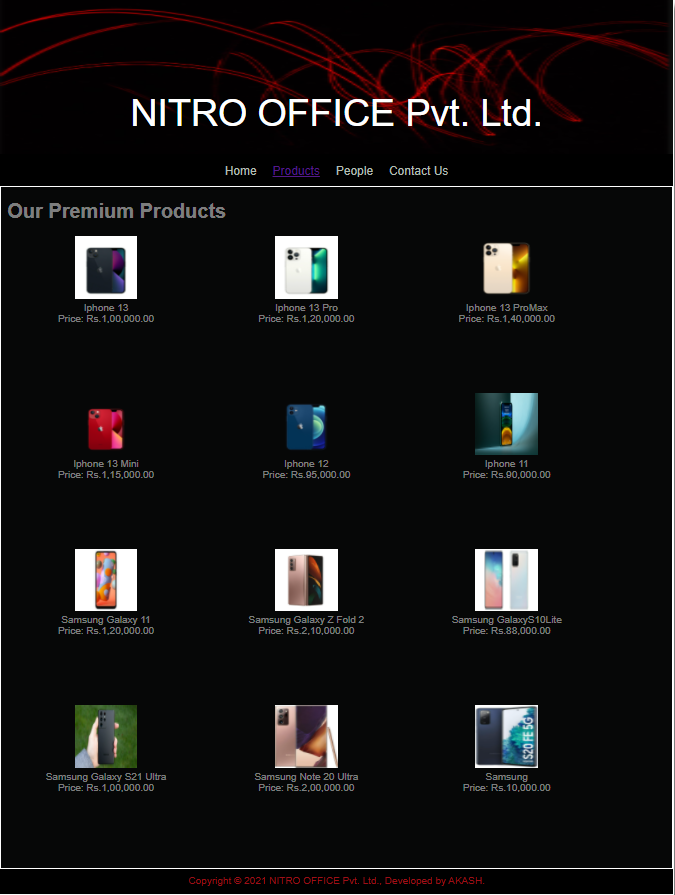 NITRO OFFICE Pvt. Ltd.
Home Products People Contact Us
Our Premium Products
Iphone 13
Price: Rs.1,00,000.00
Iphone 13 Pro
Price: Rs.1,20,000.00
Iphone 13 ProMax
Price: Rs.1,40,000.00
Iphone 13 Mini
Price: Rs.1,15,000.00
Iphone 12
Price: Rs.95,000.00
Iphone 11
Price: Rs.90,000.00
Samsung Galaxy 11
Price: Rs.1,20,000.00
Samsung Galaxy Z Fold 2
Price: Rs.2,10,000.00
Samsung GalaxyS10Lite
Price: Rs.88,000.00
Samsung Galaxy S21 Ultra
Price: Rs.1,00,000.00
Samsung Note 20 Ultra
Price: Rs.2,00,000.00
S20 FE 5G
Samsung
Price: Rs.10,000.00
Copyright © 2021 NITRO OFFICE Pvt. Ltd., Developed by AKASH.